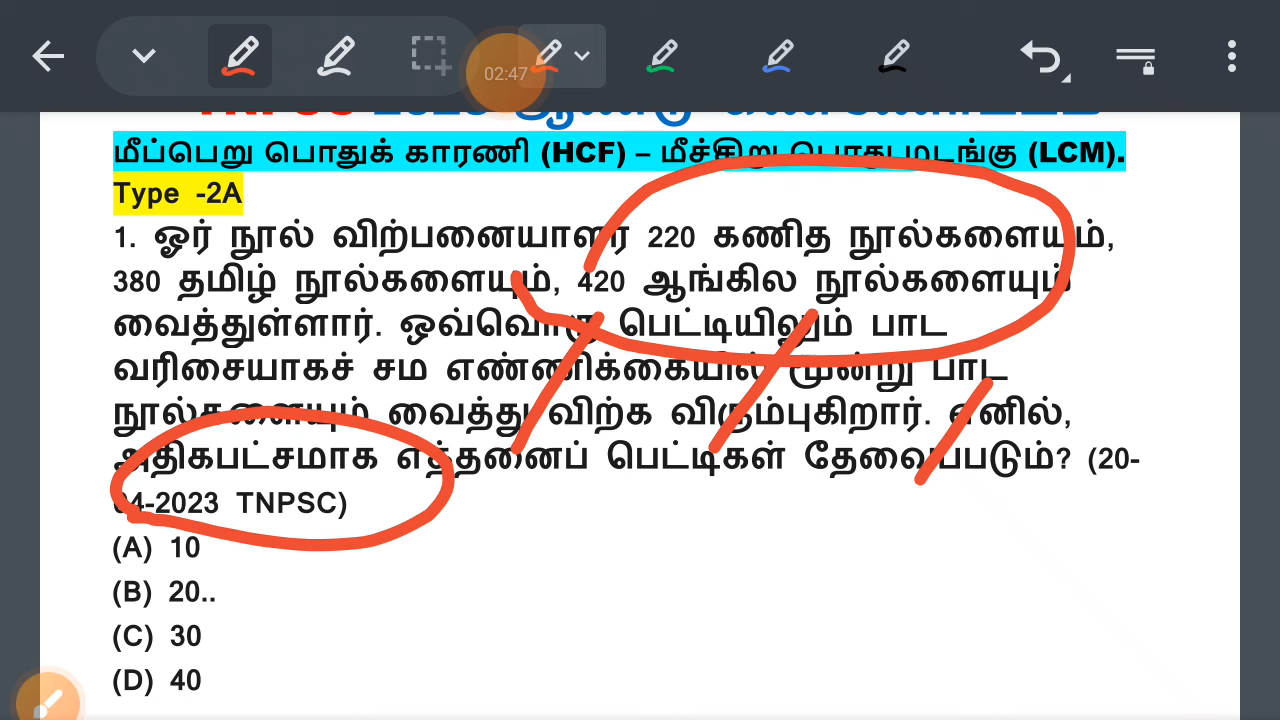 02:47
மீப்பெறு பொதுக் காரணி (HCF) – மீச்சிறு பொது மடங்கு (LCM).
Type -2A
1. ஓர் நூல் விற்பனையாளர் 220 கணித நூல்களையும்,
380 தமிழ் நூல்களையும், 420 ஆங்கில நூல்களையும்
வைத்துள்ளார். ஒவ்வொரு பெட்டியிலும் பாட
வரிசையாகச் சம எண்ணிக்கையில் மூன்று பாட
நூல்களையும் வைத்து விற்க விரும்புகிறார். எனில்,
அதிகபட்சமாக எத்தனைப் பெட்டிகள் தேவைப்படும்? (20-
04-2023 TNPSC)
(A) 10
(B) 20..
(C) 30
(D) 40